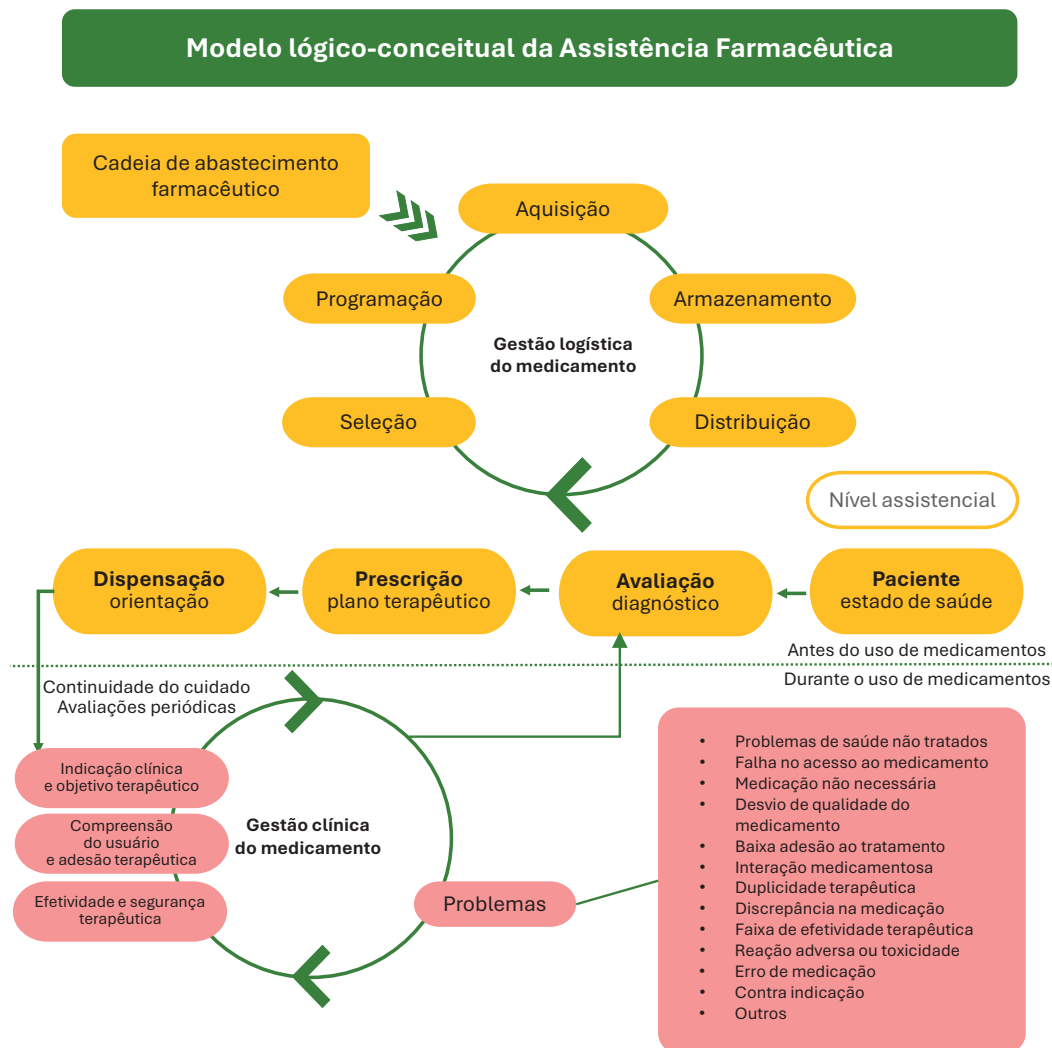 Modelo lógico-conceitual da Assistência Farmacêutica
Cadeia de abastecimento
farmacêutico
Aquisição
Programação
Armazenamento
Gestão logística
do medicamento
Seleção
Distribuição
Nível assistencial
Dispensação
orientação
Prescrição
plano terapêutico
Avaliação
diagnóstico
Paciente
estado de saúde
Antes do uso de medicamentos
Durante o uso de medicamentos
Continuidade do cuidado
Avaliações periódicas
Indicação clínica
e objetivo terapêutico
Compreensão
do usuário
e adesão terapêutica
Efetividade e segurança
terapêutica
Gestão clínica
do medicamento
Problemas
• Problemas de saúde não tratados
• Falha no acesso ao medicamento
• Medicação não necessária
• Desvio de qualidade do
medicamento
• Baixa adesão ao tratamento
• Interação medicamentosa
• Duplicidade terapêutica
• Discrepância na medicação
• Faixa de efetividade terapêutica
• Reação adversa ou toxicidade
• Erro de medicação
• Contra indicação
• Outros